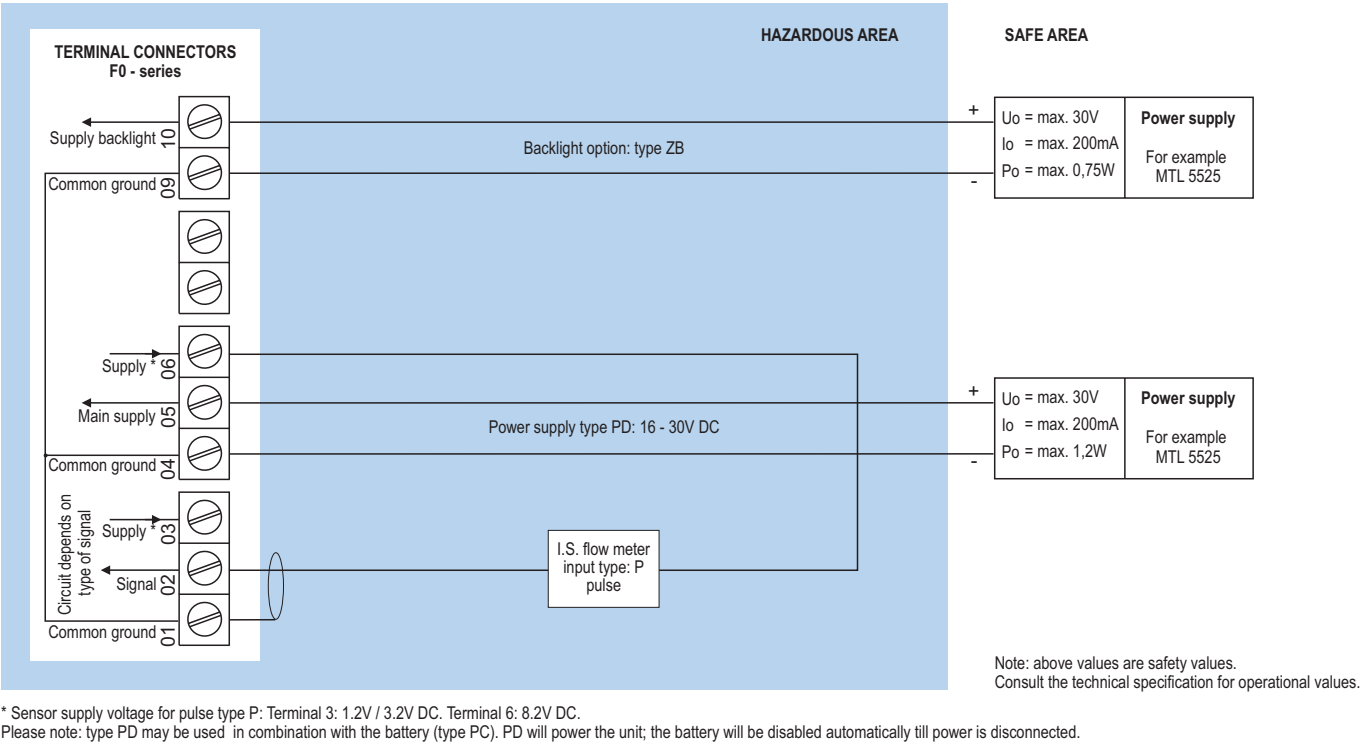 HAZARDOUS AREA
SAFE AREA
TERMINAL CONNECTORS
F0 - series
Supply backlight
10
Common ground
09
Backlight option: type ZB
+
-
Uo = max. 30V
Io = max. 200mA
Po = max. 0,75W
Power supply
For example
MTL 5525
Supply *
06
Main supply
05
Common ground
04
Power supply type PD: 16 - 30V DC
+
-
Uo = max. 30V
Io = max. 200mA
Po = max. 1,2W
Power supply
For example
MTL 5525
Circuit depends on
type of signal
Supply *
03
Signal
02
Common ground
01
I.S. flow meter
input type: P
pulse
Note: above values are safety values.
Consult the technical specification for operational values.
* Sensor supply voltage for pulse type P: Terminal 3: 1.2V / 3.2V DC. Terminal 6: 8.2V DC.
Please note: type PD may be used in combination with the battery (type PC). PD will power the unit; the battery will be disabled automatically till power is disconnected.